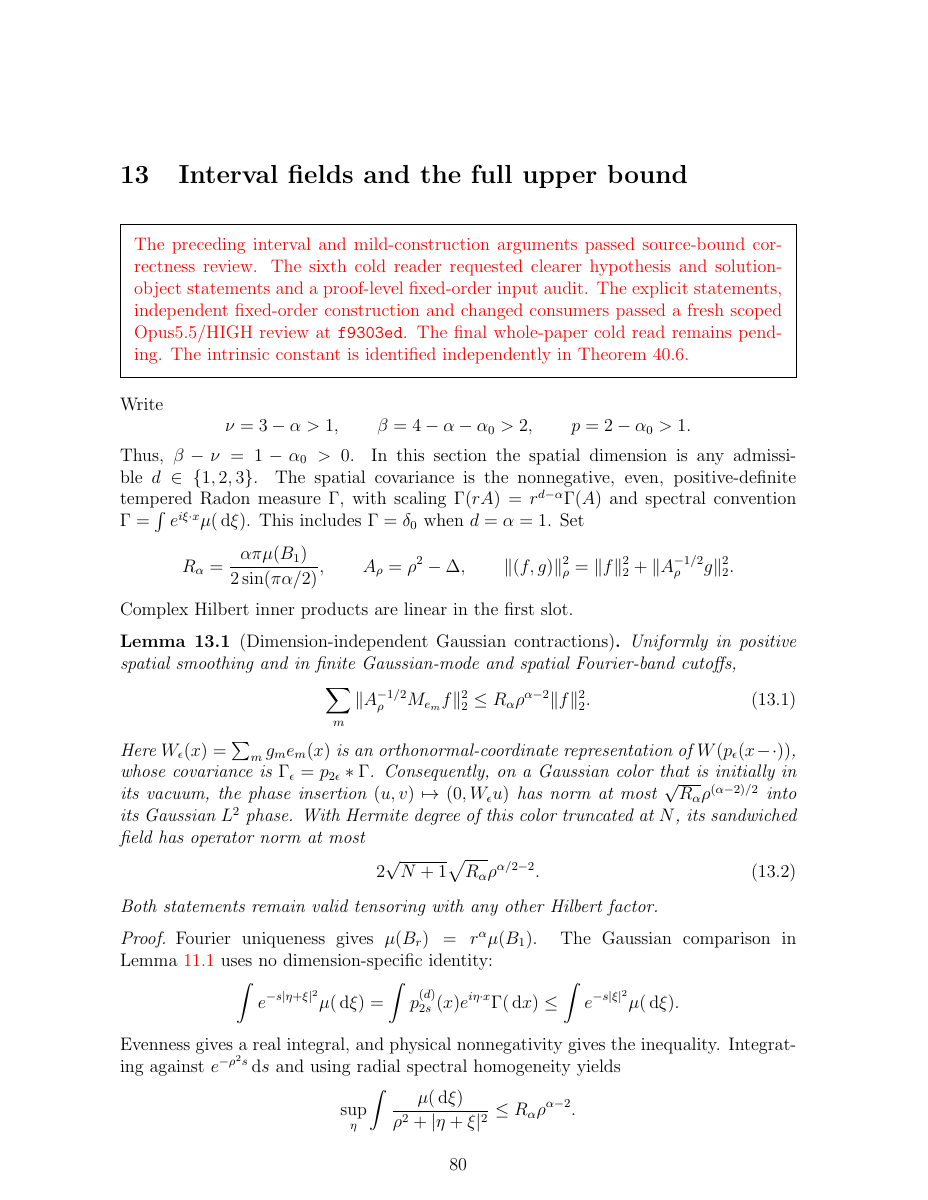 13 Interval fields and the full upper bound
The preceding interval and mild-construction arguments passed source-bound cor-
rectness review. The sixth cold reader requested clearer hypothesis and solution-
object statements and a proof-level fixed-order input audit. The explicit statements,
independent fixed-order construction and changed consumers passed a fresh scoped
Opus5.5/HIGH review at f9303ed. The final whole-paper cold read remains pend-
ing. The intrinsic constant is identified independently in Theorem 40.6.
Write
ν = 3 − α > 1, β = 4 − α − α₀ > 2, p = 2 − α₀ > 1.
Thus, β − ν = 1 − α₀ > 0. In this section the spatial dimension is any admissi-
ble d ∈ {1, 2, 3}. The spatial covariance is the nonnegative, even, positive-definite
tempered Radon measure Γ, with scaling Γ(rA) = r^{d−α}Γ(A) and spectral convention
Γ = ∫ e^{iξ·x}μ(dξ). This includes Γ = δ₀ when d = α = 1. Set
R_α = απμ(B₁) / 2 sin(πα/2), A_ρ = ρ² − Δ, ‖(f, g)‖²_ρ = ‖f‖²₂ + ‖A_ρ^{−1/2}g‖²₂.
Complex Hilbert inner products are linear in the first slot.
Lemma 13.1 (Dimension-independent Gaussian contractions). Uniformly in positive
spatial smoothing and in finite Gaussian-mode and spatial Fourier-band cutoffs,
∑_m ‖A_ρ^{−1/2}M_{e_m}f‖²₂ ≤ R_αρ^{α−2}‖f‖²₂. (13.1)
Here W_ϵ(x) = ∑_m g_me_m(x) is an orthonormal-coordinate representation of W(p_ϵ(x−·)),
whose covariance is Γ_ϵ = p_{2ϵ} ∗ Γ. Consequently, on a Gaussian color that is initially in
its vacuum, the phase insertion (u, v) ↦ (0, W_ϵu) has norm at most √R_αρ^{(α−2)/2} into
its Gaussian L² phase. With Hermite degree of this color truncated at N, its sandwiched
field has operator norm at most
2√N + 1√R_αρ^{α/2−2}. (13.2)
Both statements remain valid tensoring with any other Hilbert factor.
Proof. Fourier uniqueness gives μ(B_r) = r^αμ(B₁). The Gaussian comparison in
Lemma 11.1 uses no dimension-specific identity:
∫ e^{−s|η+ξ|²}μ(dξ) = ∫ p_{2s}^{(d)}(x)e^{iη·x}Γ(dx) ≤ ∫ e^{−s|ξ|²}μ(dξ).
Evenness gives a real integral, and physical nonnegativity gives the inequality. Integrat-
ing against e^{−ρ²s} ds and using radial spectral homogeneity yields
sup_η ∫ μ(dξ) / ρ² + |η + ξ|² ≤ R_αρ^{α−2}.
80